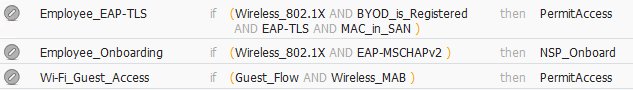 Employee_EAP-TLS if (Wireless_802.1X AND BYOD_is_Registered then PermitAccess
AND EAP-TLS AND MAC_in_SAN )
Employee_Onboarding if (Wireless_802.1X AND EAP-MSCHAPv2 ) then NSP_Onboard
Wi-Fi_Guest_Access if (Guest_Flow AND Wireless_MAB ) then PermitAccess